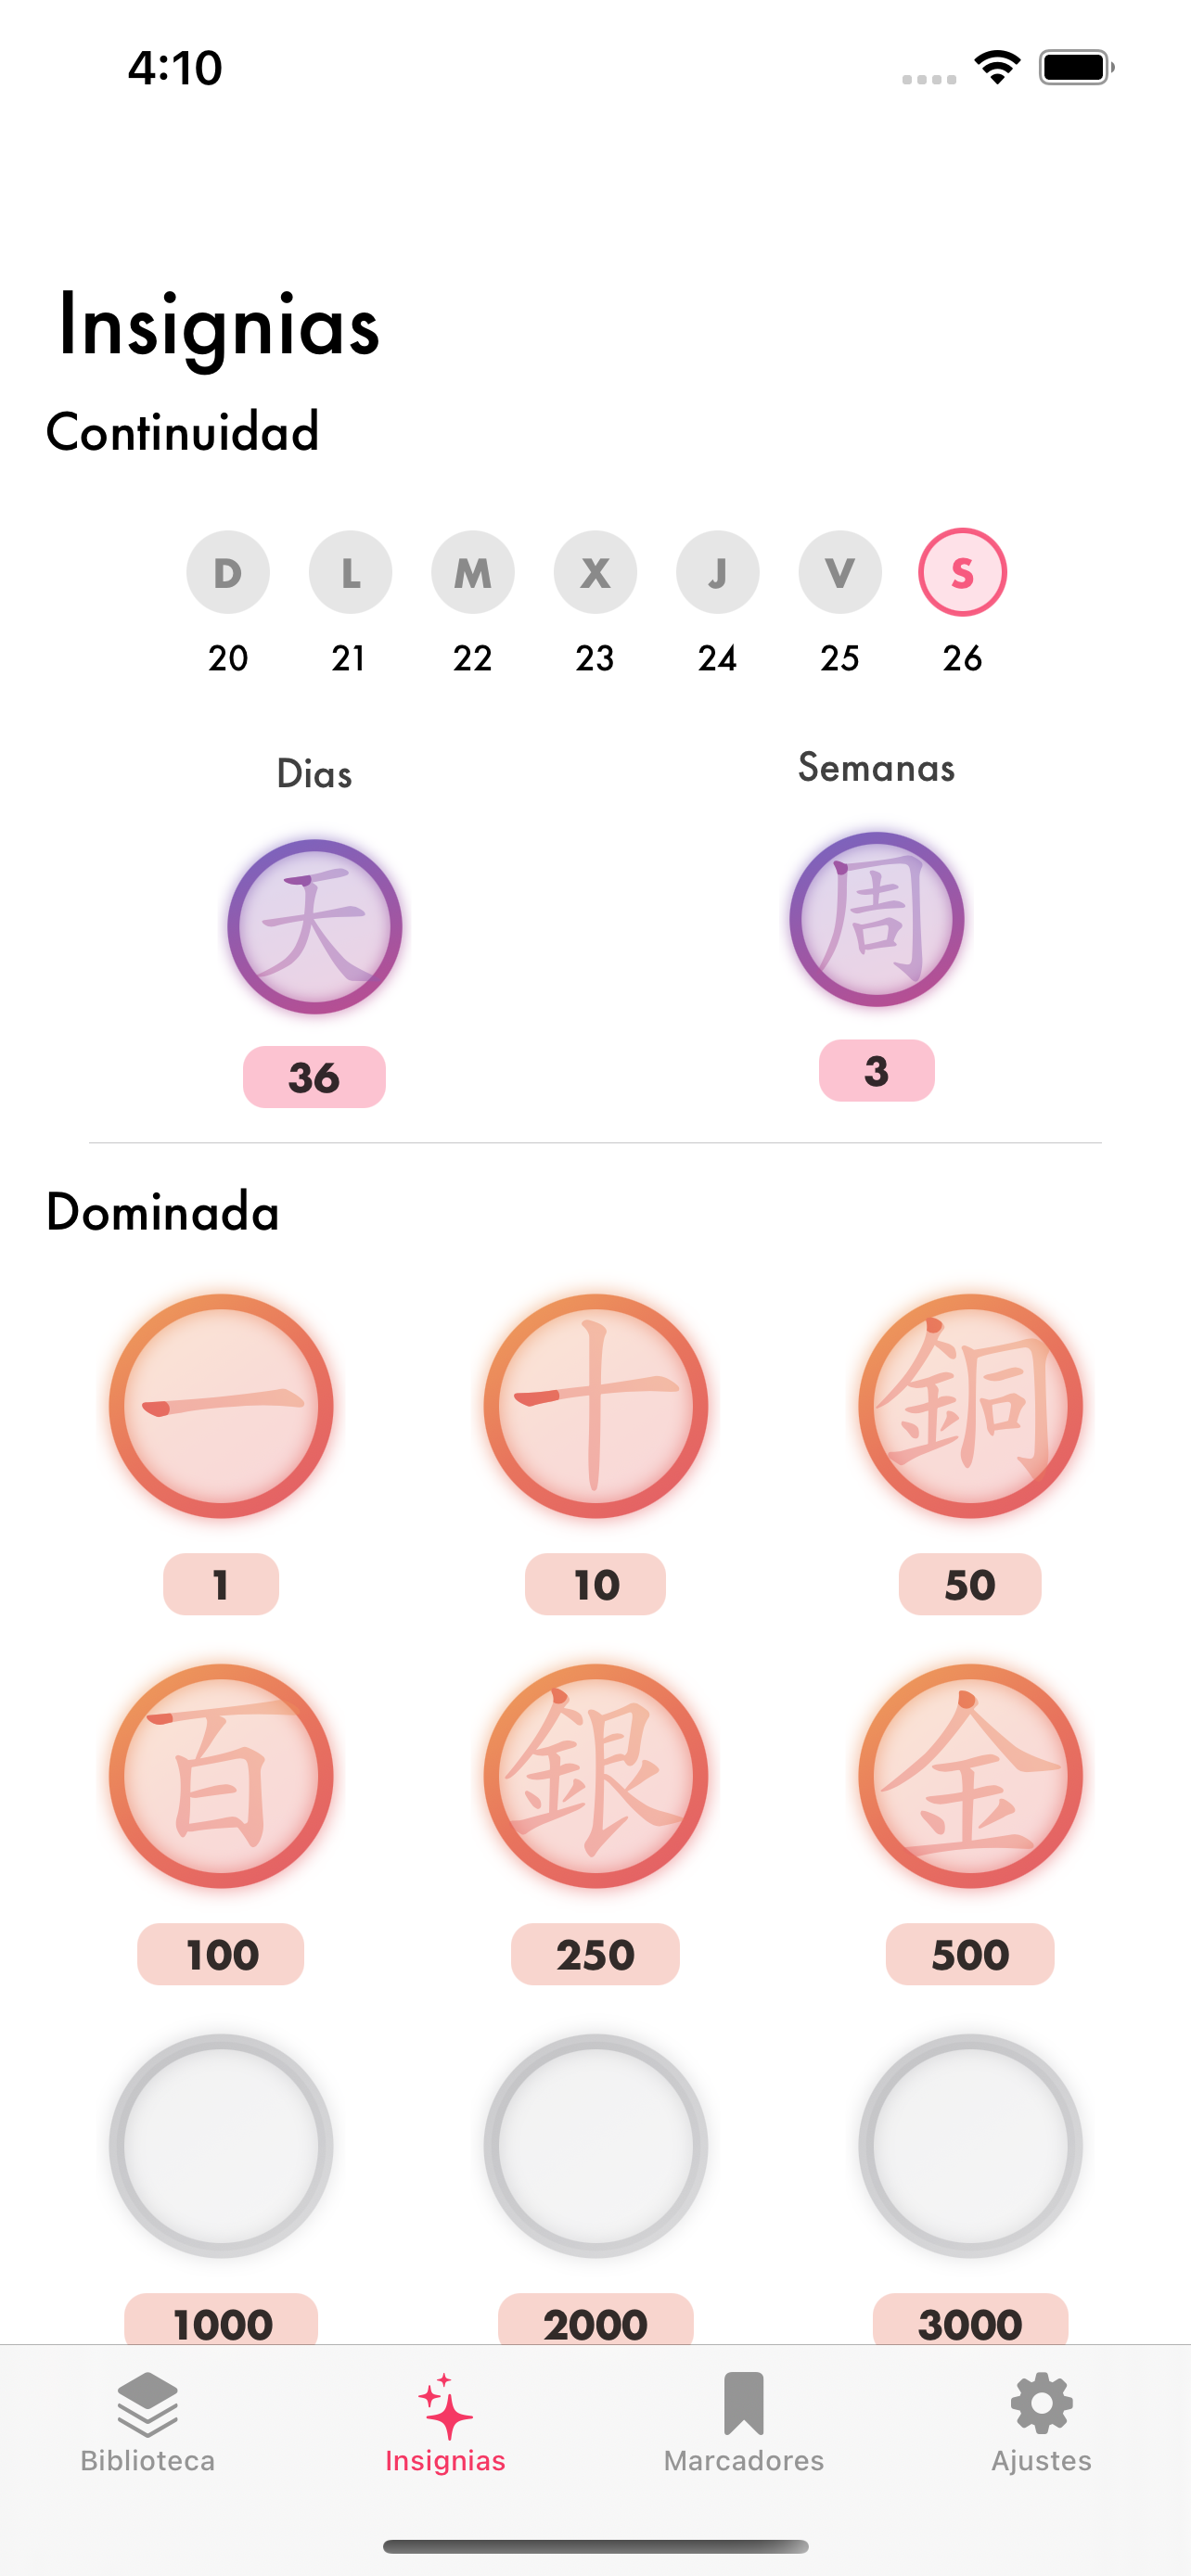 4:10
Insignias
Continuidad
D L M X J V S
20 21 22 23 24 25 26
Dias Semanas
天 周
36 3
Dominada
一 十 銅
1 10 50
百 銀 金
100 250 500
1000 2000 3000
Biblioteca Insignias Marcadores Ajustes